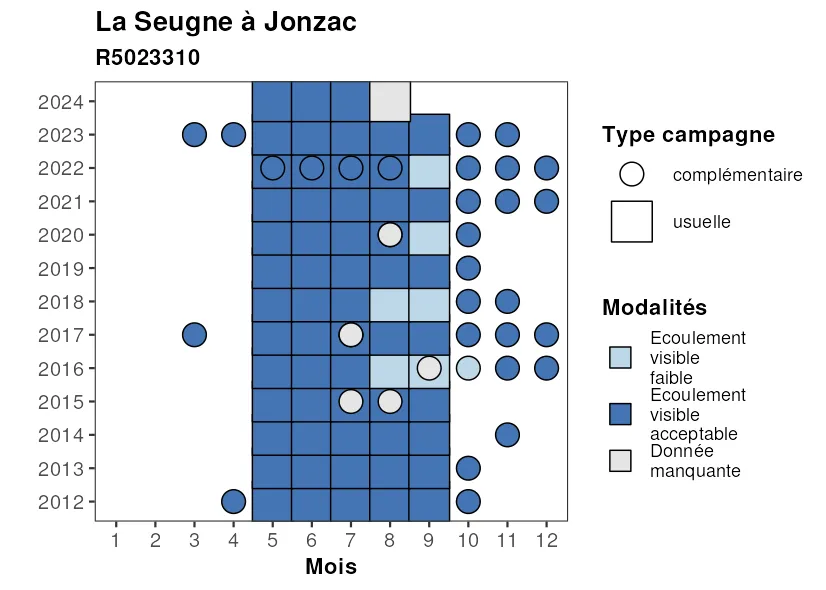 La Seugne à Jonzac
R5023310
2024
2023
2022
2021
2020
2019
2018
2017
2016
2015
2014
2013
2012
1 2 3 4 5 6 7 8 9 10 11 12
Mois
Type campagne
complémentaire
usuelle
Modalités
Ecoulement
visible
faible
Ecoulement
visible
acceptable
Donnée
manquante